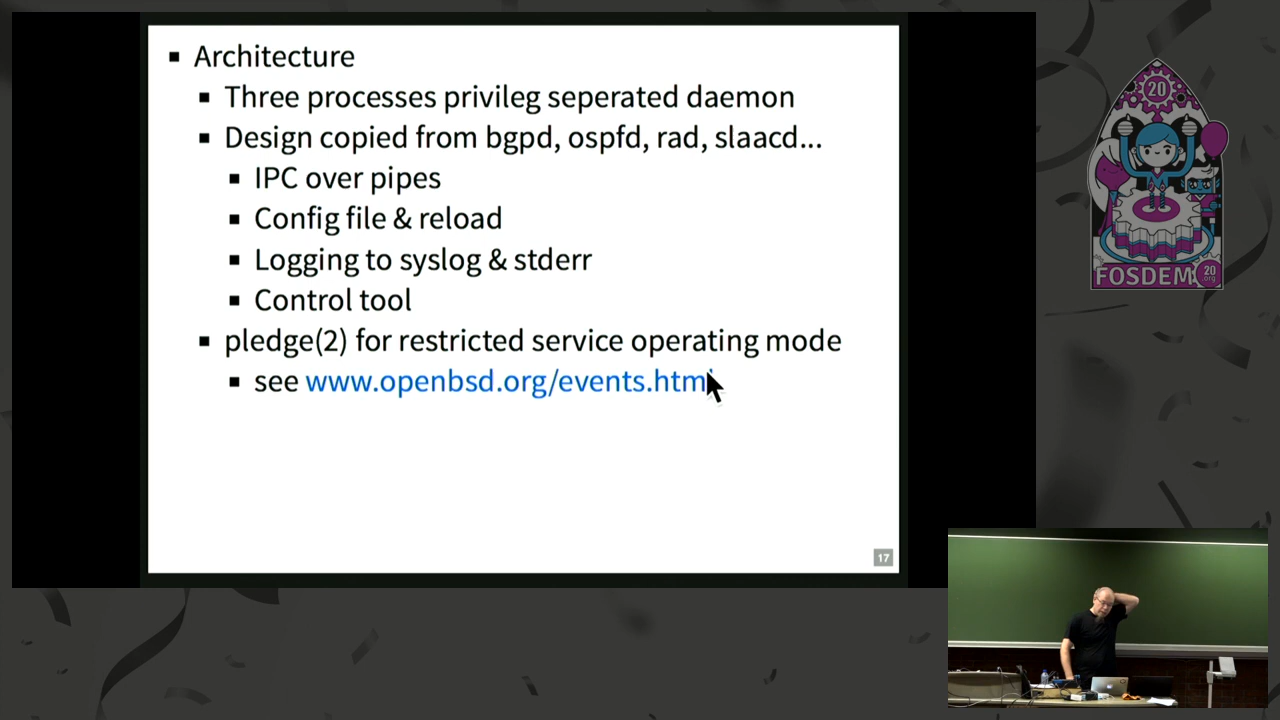 Architecture
Three processes privileg seperated daemon
Design copied from bgpd, ospfd, rad, slaacd...
IPC over pipes
Config file & reload
Logging to syslog & stderr
Control tool
pledge(2) for restricted service operating mode
see www.openbsd.org/events.html
17
20
FOSDEM
20
.org